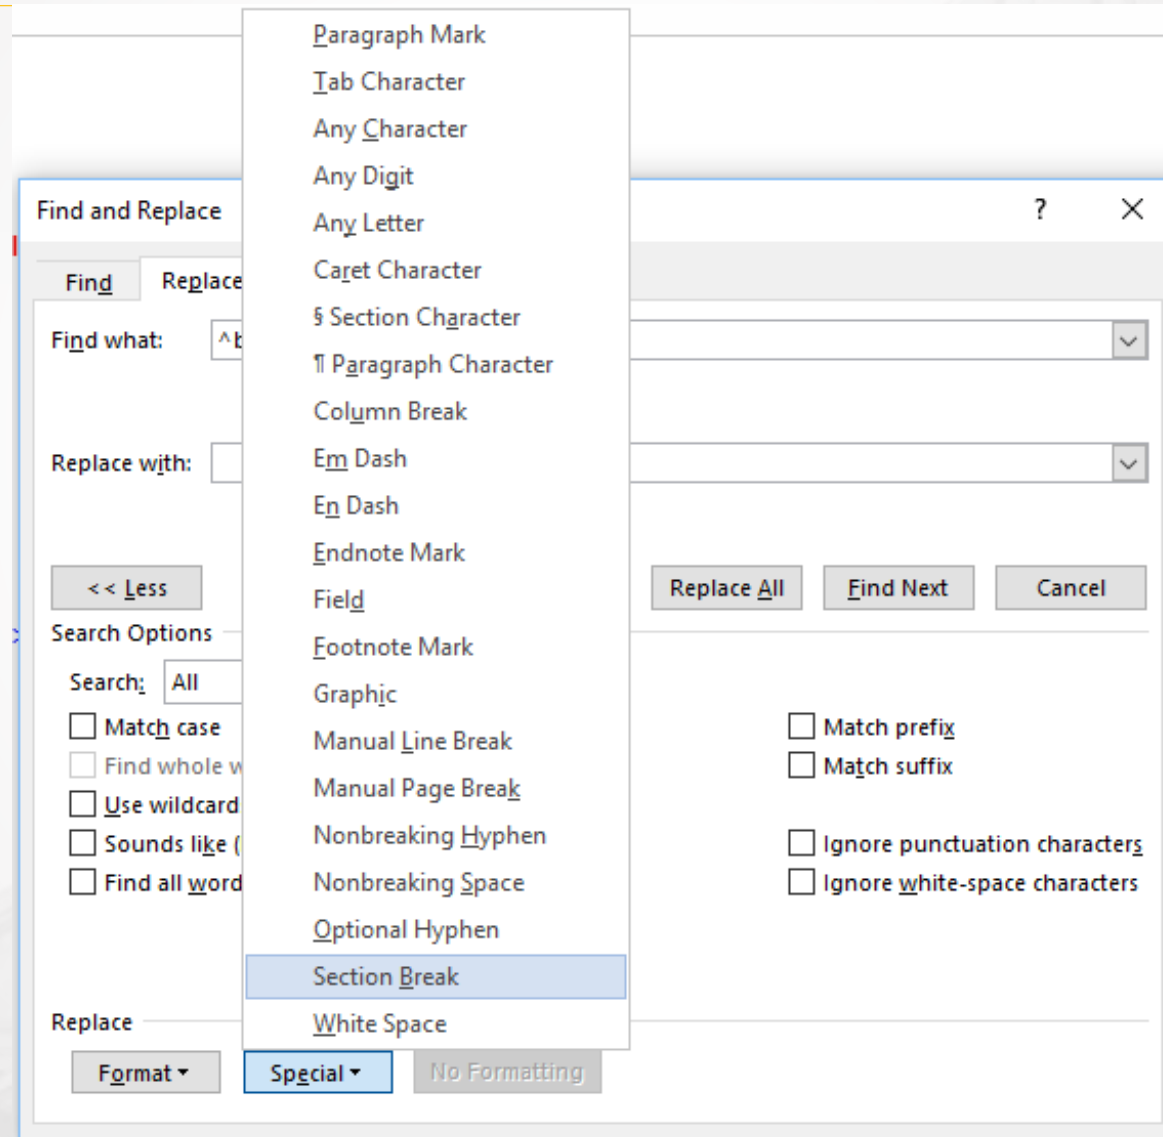 Paragraph Mark
Tab Character
Any Character
Any Digit
Any Letter
Caret Character
§ Section Character
¶ Paragraph Character
Column Break
Em Dash
En Dash
Endnote Mark
Field
Footnote Mark
Graphic
Manual Line Break
Manual Page Break
Nonbreaking Hyphen
Nonbreaking Space
Optional Hyphen
Section Break
White Space
Find and Replace ? ×
Find Replace
Find what: ^b
Replace with:
<< Less Replace All Find Next Cancel
Search Options
Search: All
Match case Match prefix
Find whole w Match suffix
Use wildcard
Sounds like ( Ignore punctuation characters
Find all word Ignore white-space characters
Replace
Format Special No Formatting